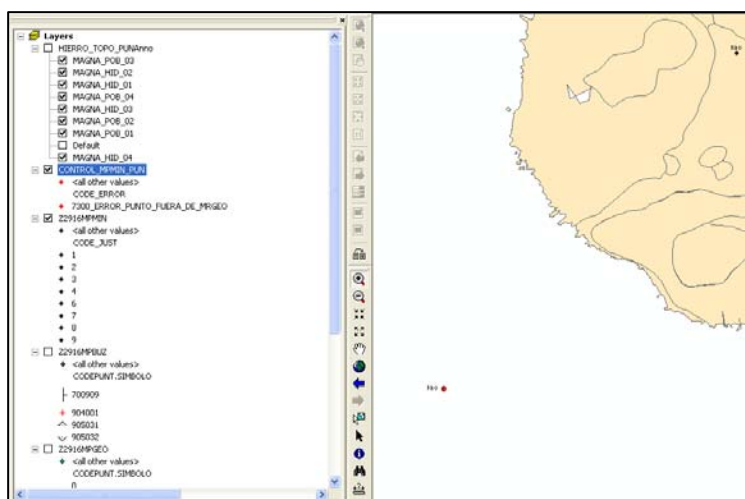 Layers
HIERRO_TOPO_PUNAnno
MAGNA_POB_03
MAGNA_HID_02
MAGNA_HID_01
MAGNA_POB_04
MAGNA_HID_03
MAGNA_POB_02
MAGNA_POB_01
Default
MAGNA_HID_04
CONTROL_MPMIN_PUN
<all other values>
CODE_ERROR
7300_ERROR_PUNTO_FUERA_DE_MRGEO
Z2916MPMIN
<all other values>
CODE_JUST
1
2
3
4
6
7
8
9
Z2916MPBUZ
<all other values>
CODEPUNT.SIMBOLO
700909
904001
905031
905032
Z2916MPGEO
<all other values>
CODEPUNT.SIMBOLO
0